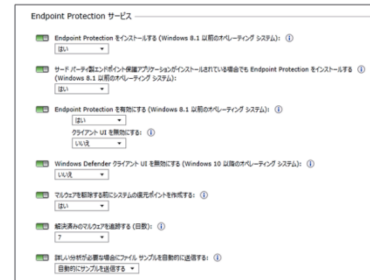 Endpoint Protection サービス
Endpoint Protection をインストールする (Windows 8.1 以前のオペレーティング システム):
はい
サード パーティ製エンドポイント保護アプリケーションがインストールされている場合でも Endpoint Protection をインストールする
(Windows 8.1 以前のオペレーティング システム):
はい
Endpoint Protection を有効にする (Windows 8.1 以前のオペレーティング システム):
はい
クライアント UI を無効にする:
いいえ
Windows Defender クライアント UI を無効にする (Windows 10 以降のオペレーティング システム):
いいえ
マルウェアを駆除する前にシステムの復元ポイントを作成する:
はい
解決済みのマルウェアを追跡する (日数):
7
詳しい分析が必要な場合にファイル サンプルを自動的に送信する:
自動的にサンプルを送信する